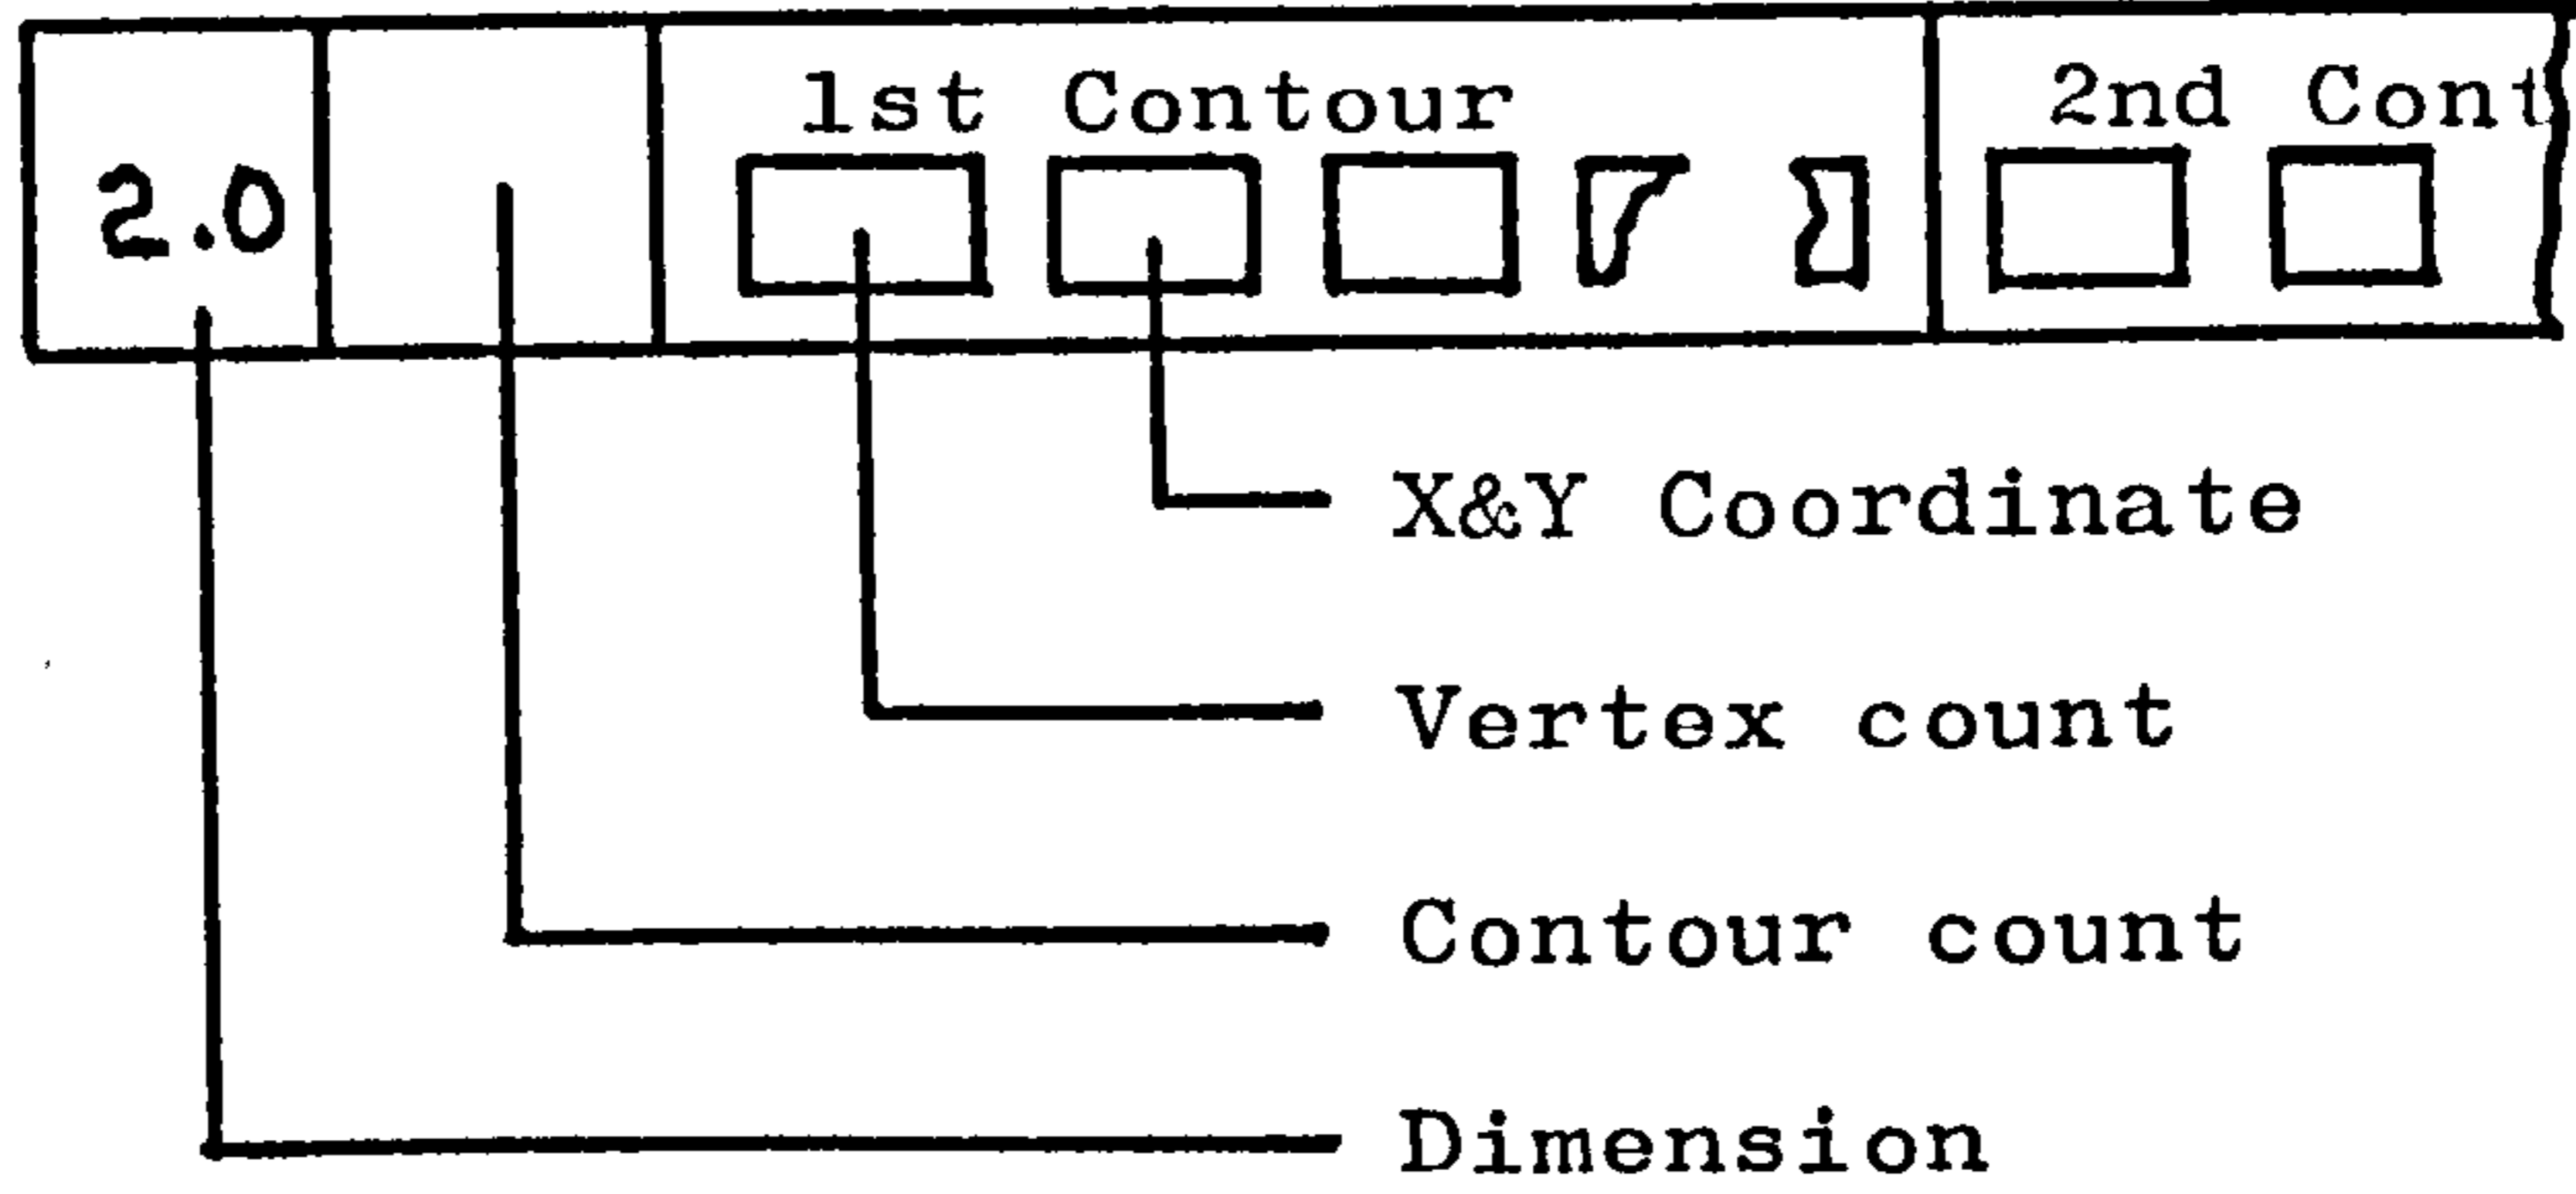 1st Contour 2nd Cont
2.0
X&Y Coordinate
Vertex count
Contour count
Dimension